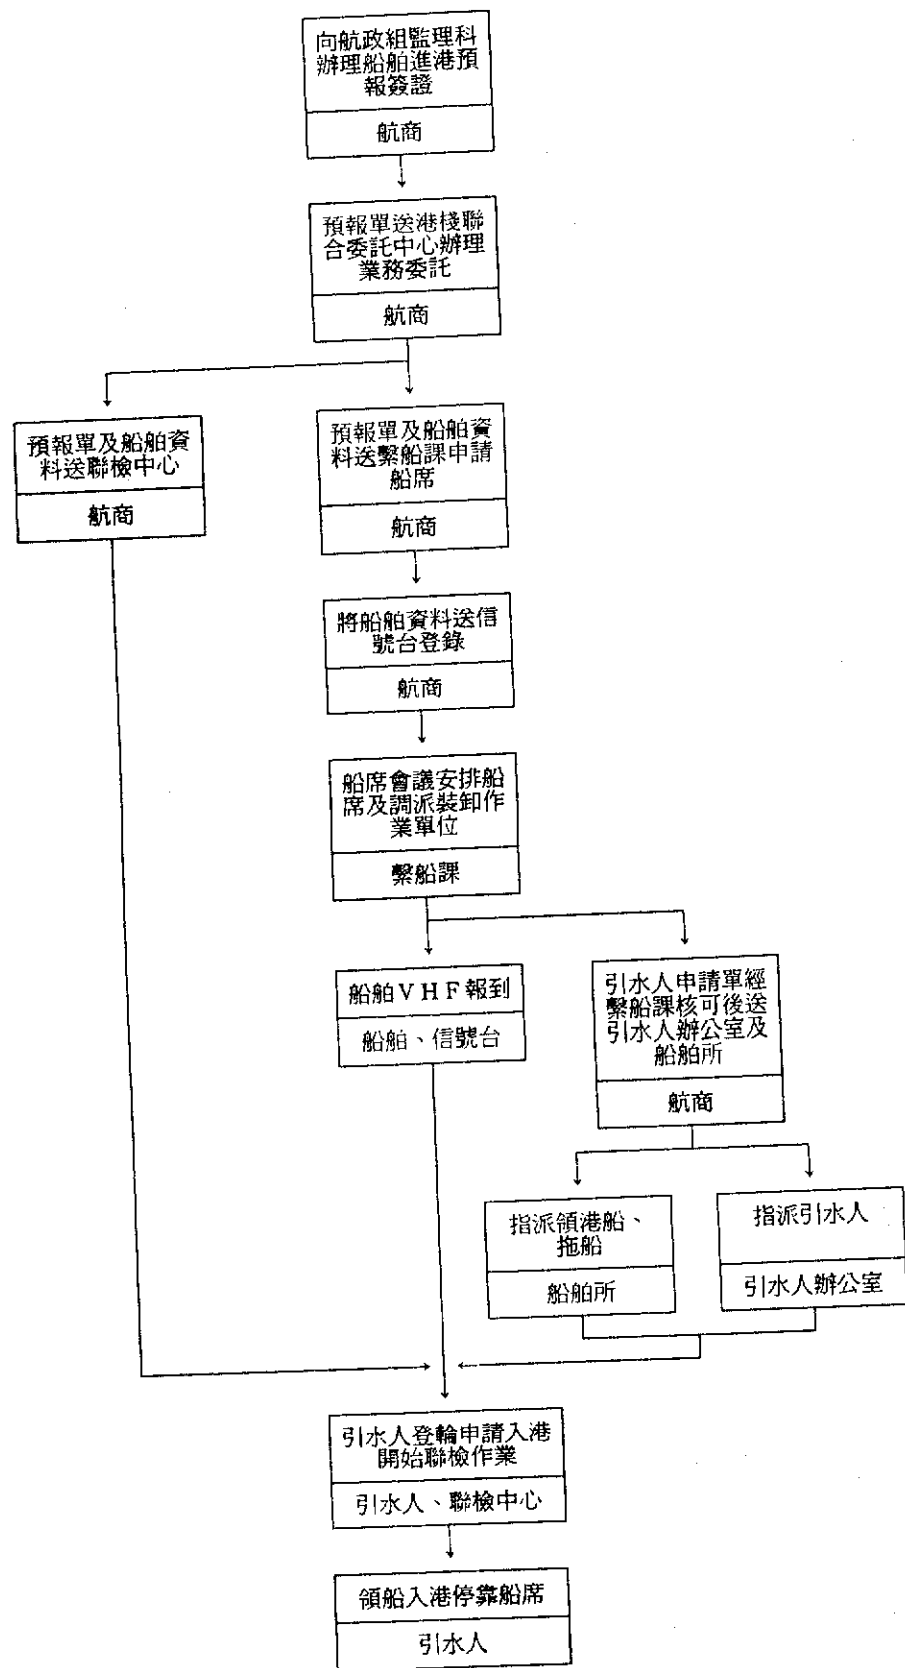 向航政組監理科
辦理船舶進港預
報簽證
航商
預報單送港棧聯
合委託中心辦理
業務委託
航商
預報單及船舶資
料送聯檢中心
航商
預報單及船舶資
料送繫船課申請
船席
航商
將船舶資料送信
號台登錄
航商
船席會議安排船
席及調派裝卸作
業單位
繫船課
船舶VHF報到
船舶、信號台
引水人申請單經
繫船課核可後送
引水人辦公室及
船舶所
航商
指派領港船、
拖船
船舶所
指派引水人
引水人辦公室
引水人登輪申請入港
開始聯檢作業
引水人、聯檢中心
領船入港停靠船席
引水人